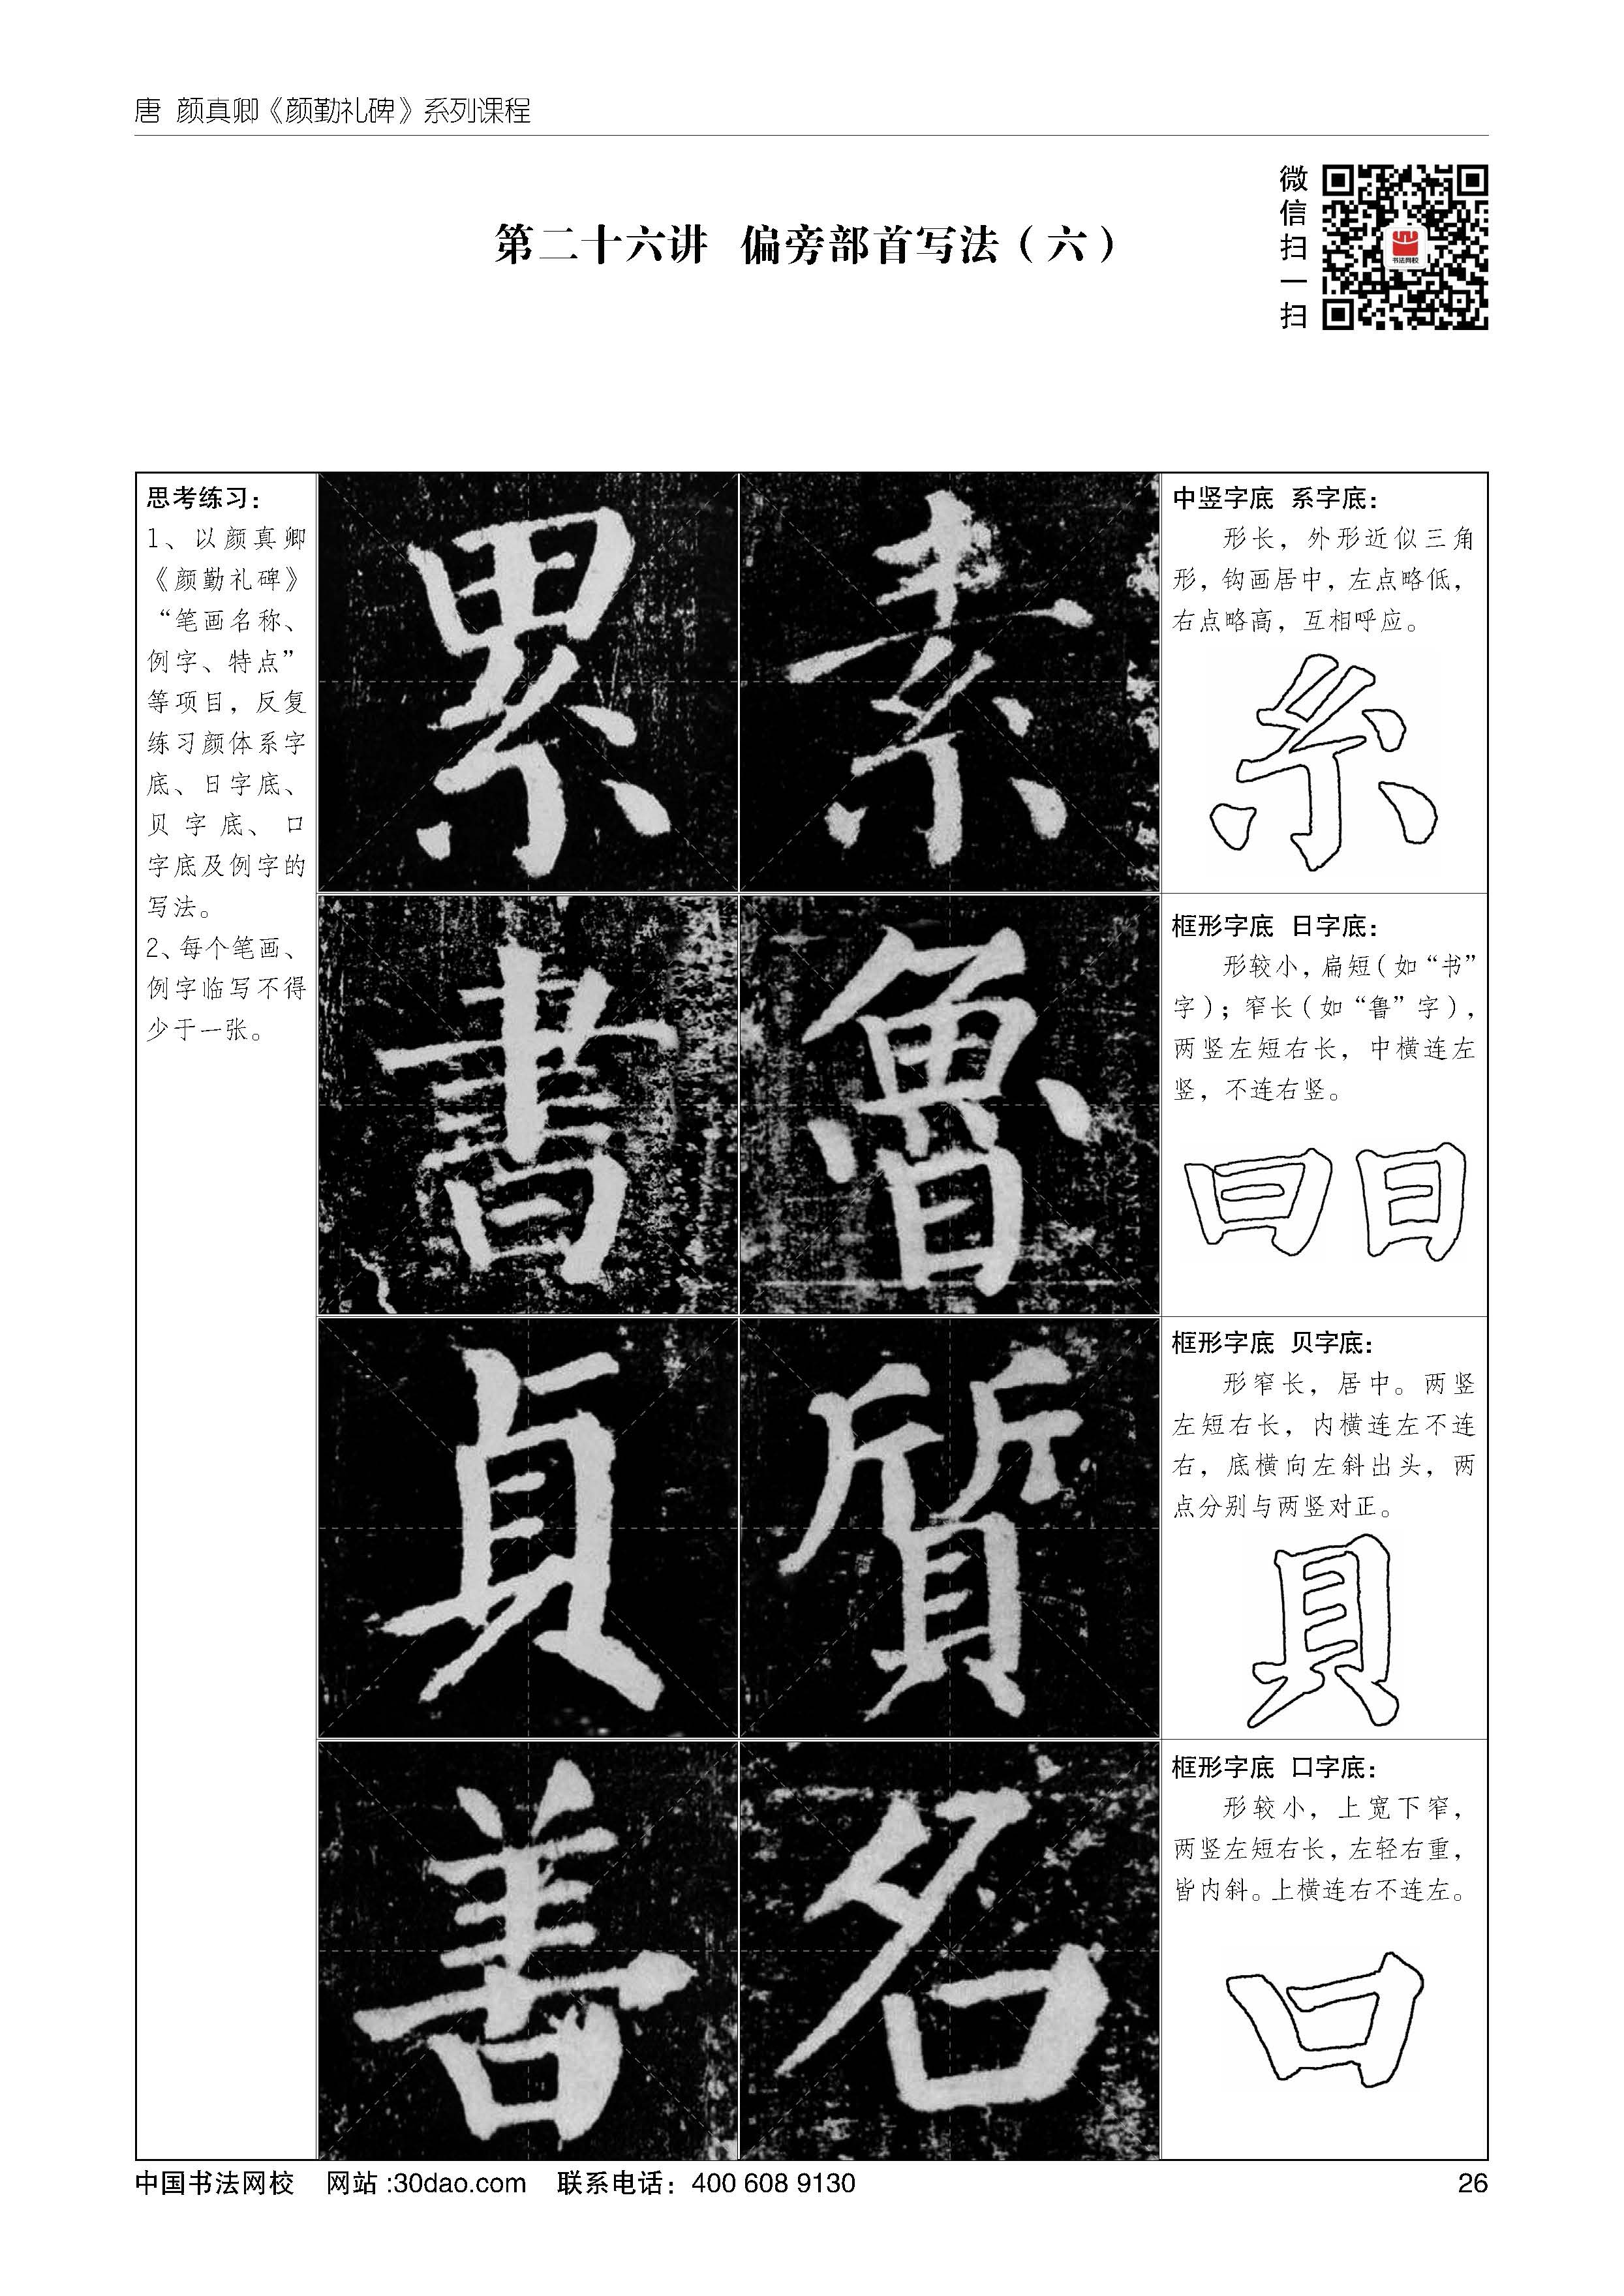 唐 颜真卿《颜勤礼碑》系列课程
微信扫一扫
书法网校
第二十六讲 偏旁部首写法（六）
中竖字底 系字底：
形长，外形近似三角
形，钩画居中，左点略低，
右点略高，互相呼应。
糸
素
累
框形字底 日字底：
形较小，扁短（如“书”
字）；窄长（如“鲁”字），
两竖左短右长，中横连左
竖，不连右竖。
曰 日
魯
書
框形字底 贝字底：
形窄长，居中。两竖
左短右长，内横连左不连
右，底横向左斜出头，两
点分别与两竖对正。
貝
質
貞
框形字底 口字底：
形较小，上宽下窄，
两竖左短右长，左轻右重，
皆内斜。上横连右不连左。
口
名
善
思考练习：
1、以颜真卿
《颜勤礼碑》
“笔画名称、
例字、特点”
等项目，反复
练习颜体系字
底、日字底、
贝字底、口
字底及例字的
写法。
2、每个笔画、
例字临写不得
少于一张。
中国书法网校 网站:30dao.com 联系电话：400 608 9130
26